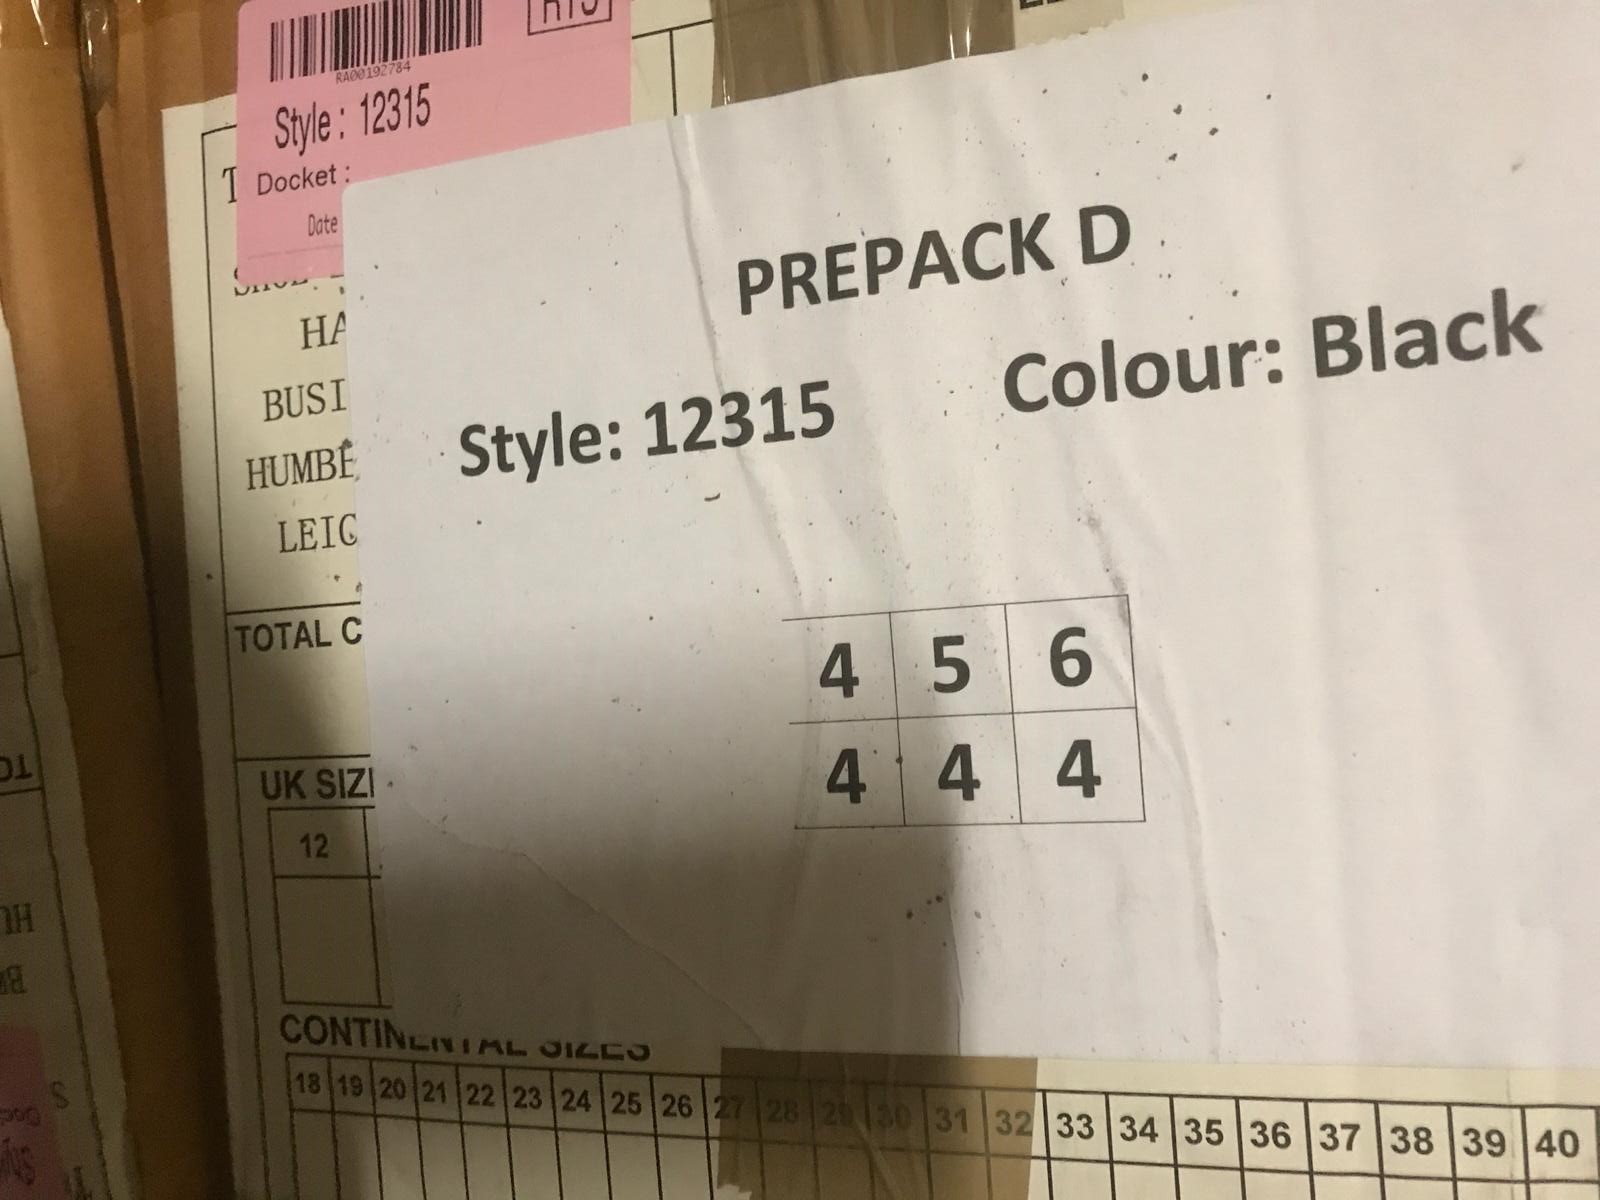 RA00192784
Style : 12315
Docket :
Date
HA
BUSI
HUMBE
LEIC
TOTAL C
UK SIZE
12
PREPACK D
Style: 12315 Colour: Black
4 5 6
4 4 4
CONTINENTAL SIZES
18 19 20 21 22 23 24 25 26 27 28 29 30 31 32 33 34 35 36 37 38 39 40